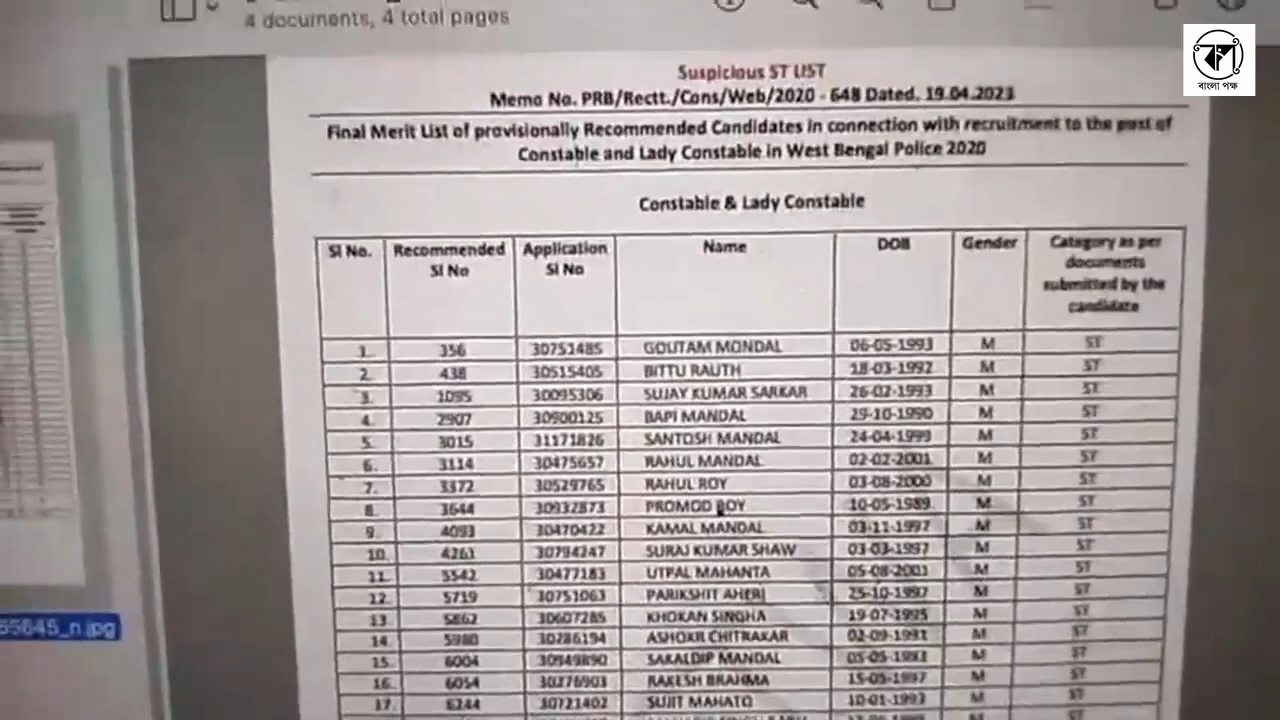 4 documents, 4 total pages
বাংলা পক্ষ
Suspicious ST LIST
Memo No. PRB/Rectt./Cons/Web/2020 - 648 Dated. 19.04.2023
Final Merit List of provisionally Recommended Candidates in connection with recruitment to the post of
Constable and Lady Constable in West Bengal Police 2020
Constable & Lady Constable
Sl No. Recommended Sl No Application Sl No Name DOB Gender Category as per documents submitted by the candidate
1. 356 30751485 GOUTAM MONDAL 06-05-1993 M ST
2. 438 30515405 BITTU RAUTH 18-03-1992 M ST
3. 1095 30095306 SUJAY KUMAR SARKAR 26-02-1993 M ST
4. 2907 30900125 BAPI MANDAL 29-10-1990 M ST
5. 3015 31171826 SANTOSH MANDAL 24-04-1999 M ST
6. 3114 30475657 RAHUL MANDAL 02-02-2001 M ST
7. 3372 30529765 RAHUL ROY 03-08-2000 M ST
8. 3644 30932873 PROMOD ROY 10-05-1989 M ST
9. 4093 30470422 KAMAL MANDAL 03-11-1997 M ST
10. 4261 30794247 SURAJ KUMAR SHAW 03-03-1997 M ST
11. 5542 30477183 UTPAL MAHANTA 05-08-2001 M ST
12. 5719 30751063 PARIKSHIT AHERI 25-10-1997 M ST
13. 5862 30607285 KHOKAN SINGHA 19-07-1995 M ST
14. 5980 30286194 ASHOKE CHITRAKAR 02-09-1991 M ST
15. 6004 30949890 SAKALDIP MANDAL M ST
16. 6054 30276903 RAKESH BRAHMA 15-05-1997 M ST
17. 6244 30721402 SUJIT MAHATO 10-01-1992 M ST
55645_n.jpg